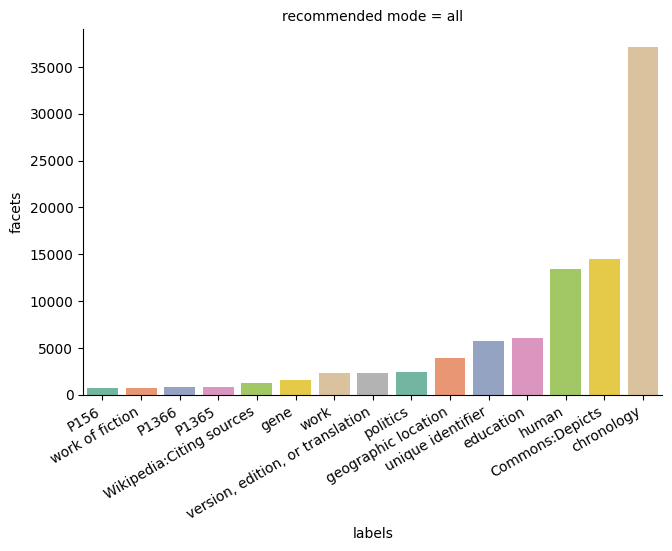 recommended mode = all
facets
35000
30000
25000
20000
15000
10000
5000
0
P156
work of fiction
P1366
P1365
Wikipedia:Citing sources
gene
work
version, edition, or translation
politics
geographic location
unique identifier
education
human
Commons:Depicts
chronology
labels